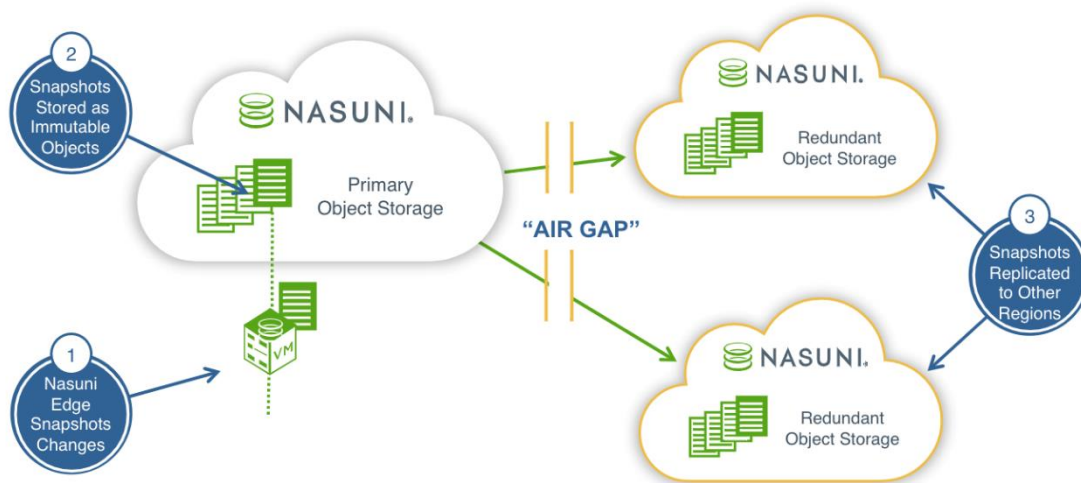 2
Snapshots
Stored as
Immutable
Objects
NASUNI®
Primary
Object Storage
1
Nasuni
Edge
Snapshots
Changes
VM
“AIR GAP”
NASUNI®
Redundant
Object Storage
3
Snapshots
Replicated
to Other
Regions
NASUNI®
Redundant
Object Storage